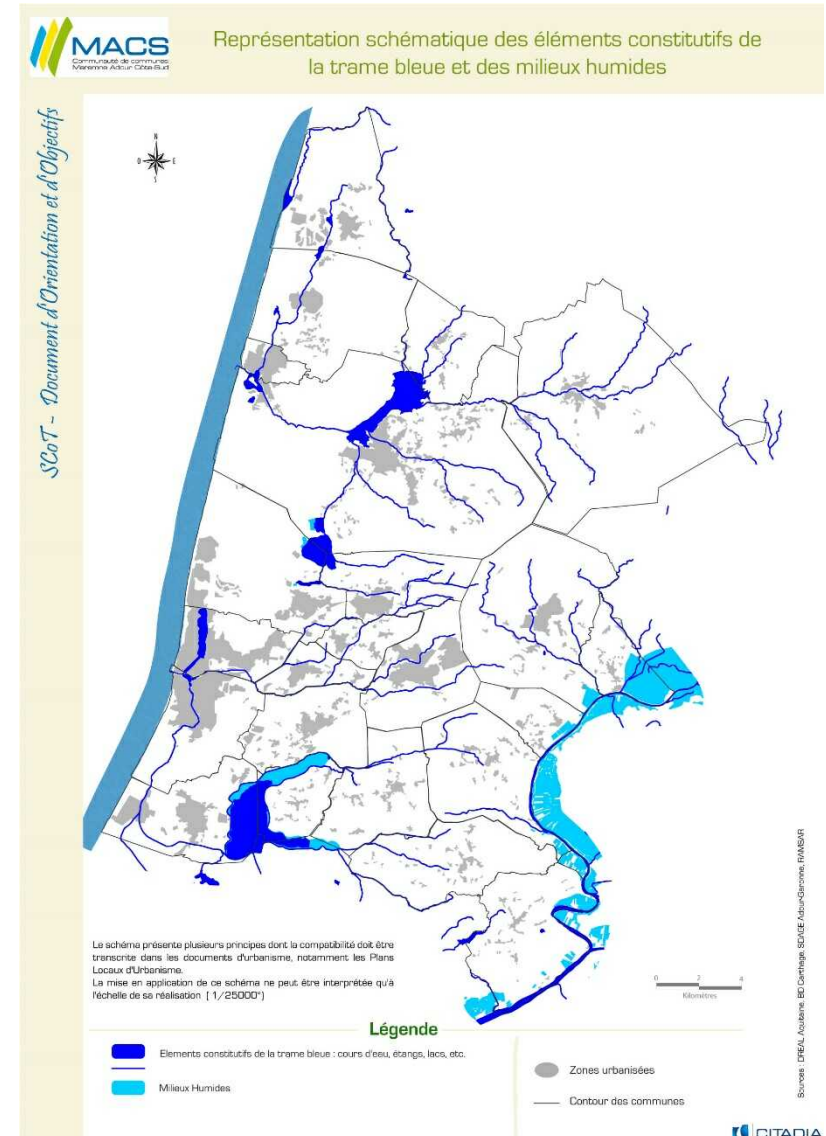 MACS
Communauté de communes
Maremne Adour Côte-Sud
Représentation schématique des éléments constitutifs de
la trame bleue et des milieux humides
SCoT - Document d'Orientation et d'Objectifs
N
O E
S
Le schéma présente plusieurs principes dont la compatibilité doit être
transcrite dans les documents d'urbanisme, notamment les Plans
Locaux d'Urbanisme.
La mise en application de ce schéma ne peut être interprétée qu'à
l'échelle de sa réalisation ( 1/25000°)
0 2 4
Kilomètres
Légende
Elements constitutifs de la trame bleue : cours d'eau, étangs, lacs, etc.
Milieux Humides
Zones urbanisées
Contour des communes
Sources : DREAL Aquitaine, BD Carthage, SDAGE Adour-Garonne, RAMSAR
CITADIA